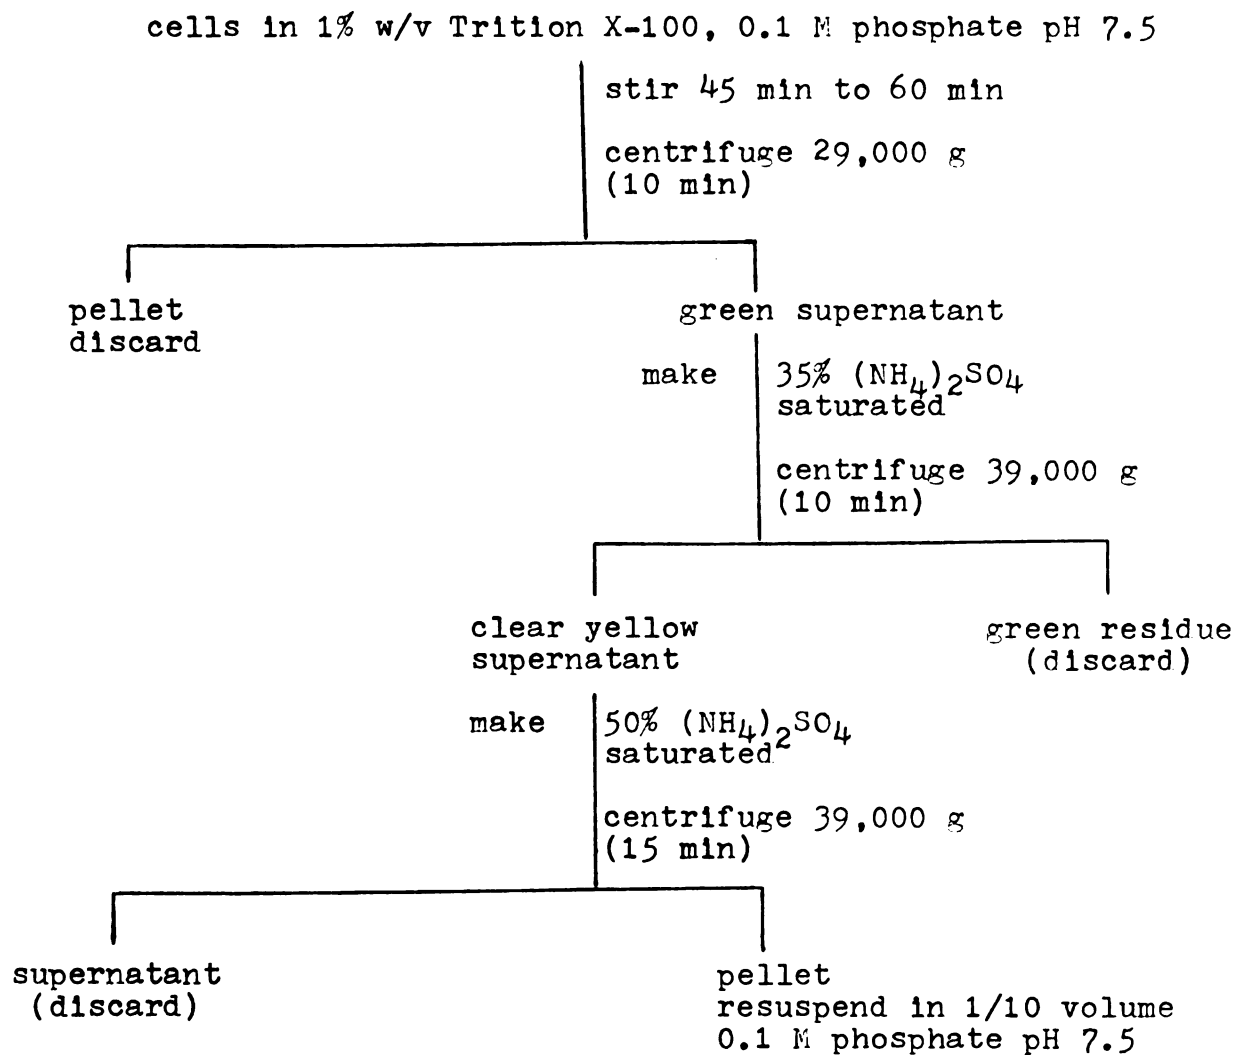 cells in 1% w/v Trition X-100, 0.1 M phosphate pH 7.5
stir 45 min to 60 min
centrifuge 29,000 g
(10 min)
pellet
discard
green supernatant
make 35% (NH4)2SO4
saturated
centrifuge 39,000 g
(10 min)
clear yellow
supernatant
green residue
(discard)
make 50% (NH4)2SO4
saturated
centrifuge 39,000 g
(15 min)
supernatant
(discard)
pellet
resuspend in 1/10 volume
0.1 M phosphate pH 7.5